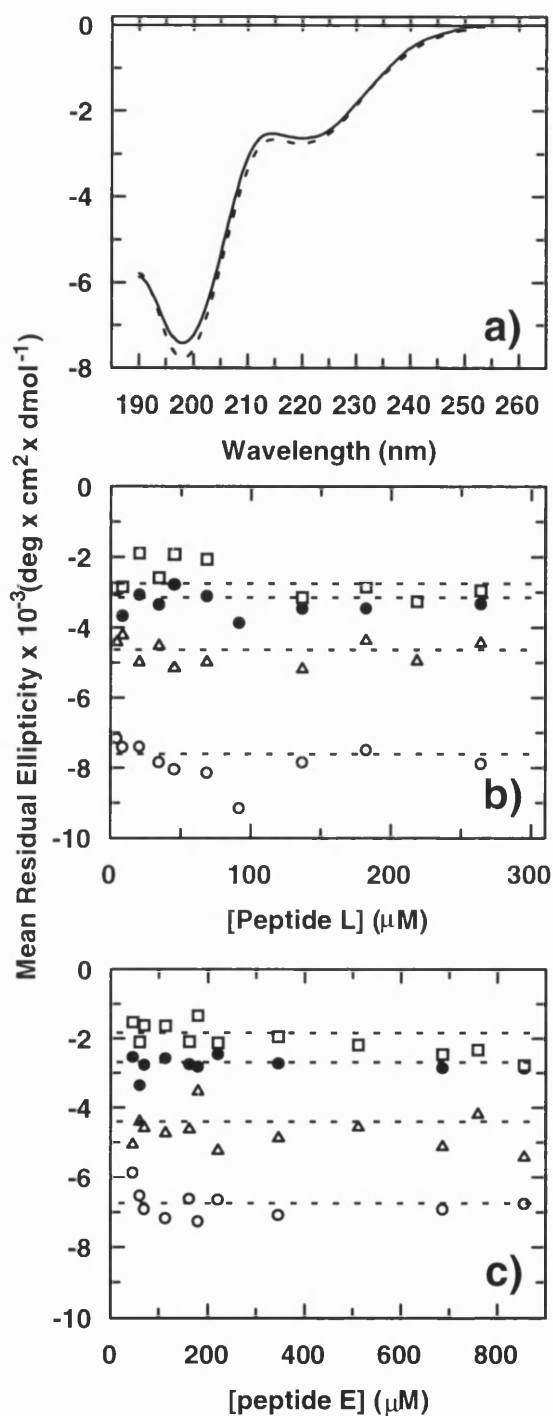 0
-2
-4
-6
-8
a)
190 200 210 220 230 240 250 260
Wavelength (nm)
Mean Residual Ellipticity x 10⁻³(deg x cm² x dmol⁻¹)
0
-2
-4
-6
-8
-10
b)
0 100 200 300
[Peptide L] (μM)
0
-2
-4
-6
-8
-10
c)
0 200 400 600 800
[peptide E] (μM)